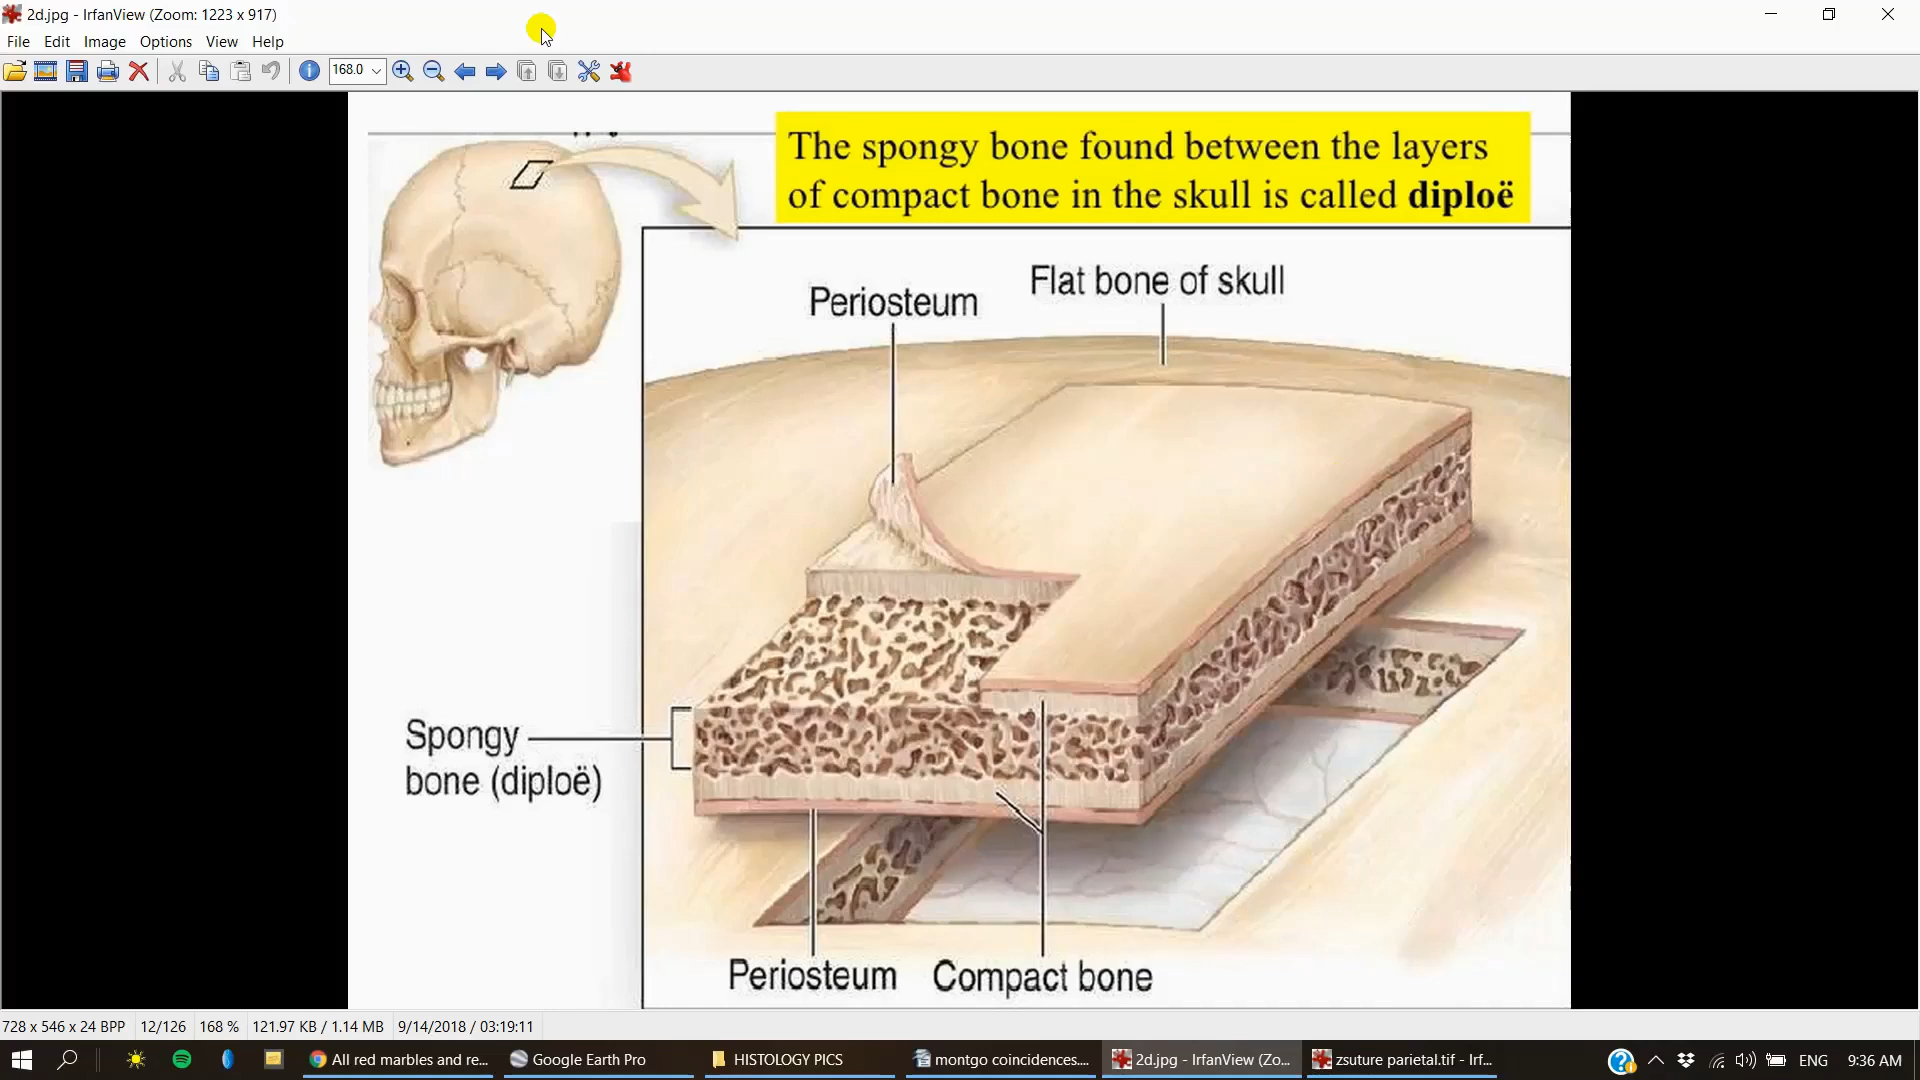 2d.jpg - IrfanView (Zoom: 1223 x 917)
File Edit Image Options View Help
168.0
The spongy bone found between the layers
of compact bone in the skull is called diploë
Flat bone of skull
Periosteum
Spongy
bone (diploë)
Periosteum Compact bone
728 x 546 x 24 BPP 12/126 168 % 121.97 KB / 1.14 MB 9/14/2018 / 03:19:11
All red marbles and re... Google Earth Pro HISTOLOGY PICS montgo coincidences.... 2d.jpg - IrfanView (Zo... zsuture parietal.tif - Irf... ENG 9:36 AM